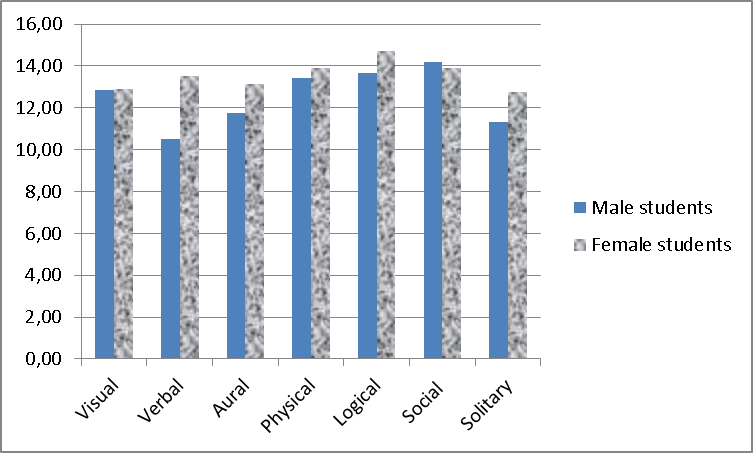 16,00
14,00
12,00
10,00
8,00
6,00
4,00
2,00
0,00
Visual
Verbal
Aural
Physical
Logical
Social
Solitary
Male students
Female students